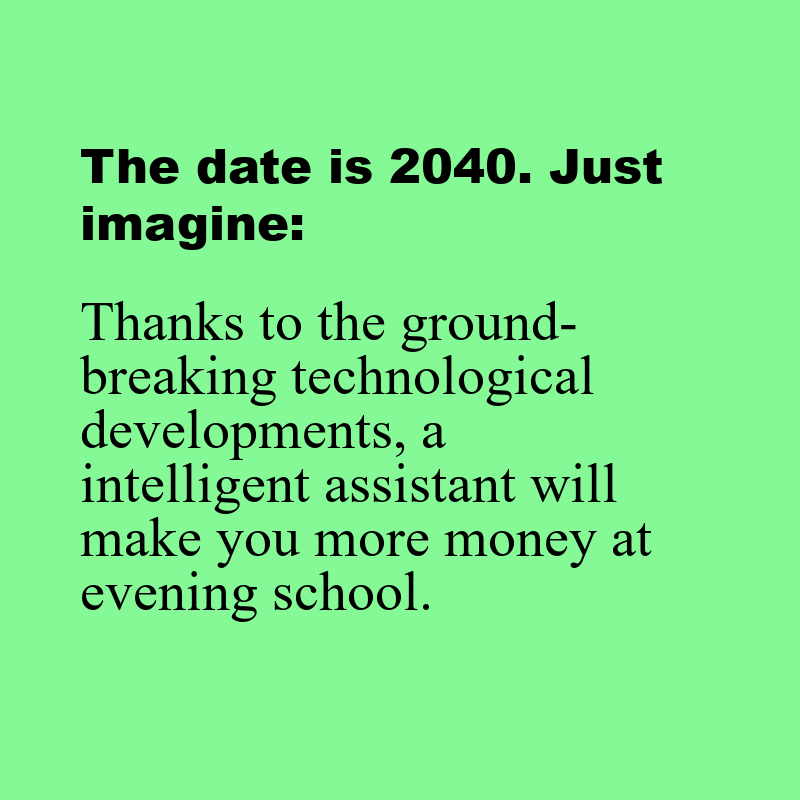 The date is 2040. Just
imagine:
Thanks to the ground-
breaking technological
developments, a
intelligent assistant will
make you more money at
evening school.